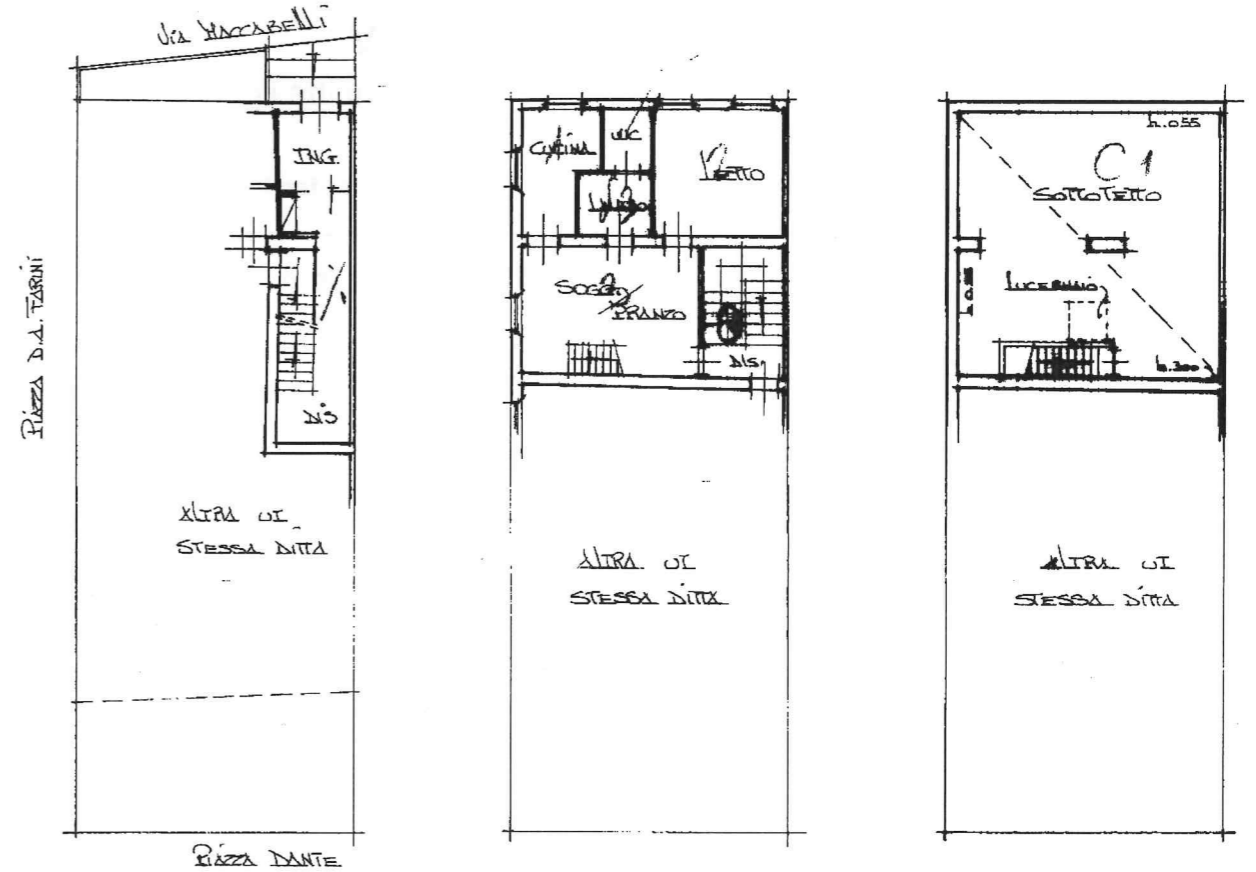 Via MACCABELLI
ING.
DIS
PIAZZA D.A. FARINI
ALTRA UI
STESSA DITTA
PIAZZA DANTE
CUCINA
WC
LETTO
SOGG.
PRANZO
DIS.
ALTRA UI
STESSA DITTA
h. 055
C1
SOTTOTETTO
LUCERNAIO
h. 300
ALTRA UI
STESSA DITTA